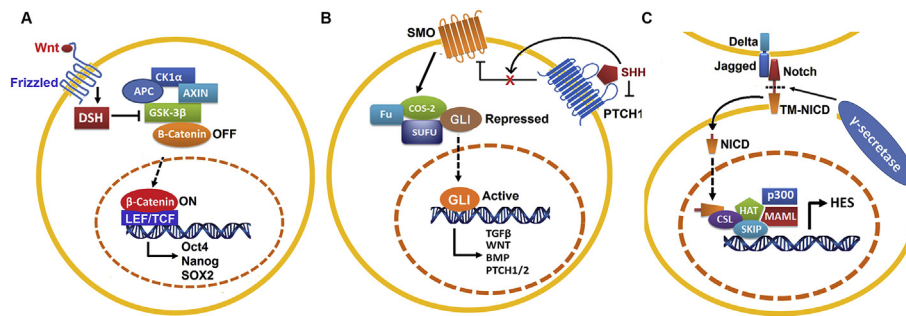 A
Wnt
Frizzled
DSH
CK1α
APC
AXIN
GSK-3β
B-Catenin
OFF
β-Catenin
ON
LEF/TCF
Oct4
Nanog
SOX2
B
SMO
X
SHH
PTCH1
Fu
COS-2
SUFU
GLI
Repressed
GLI
Active
TGFβ
WNT
BMP
PTCH1/2
C
Delta
Jagged
Notch
TM-NICD
γ-secretase
NICD
p300
HAT
MAML
CSL
SKIP
HES